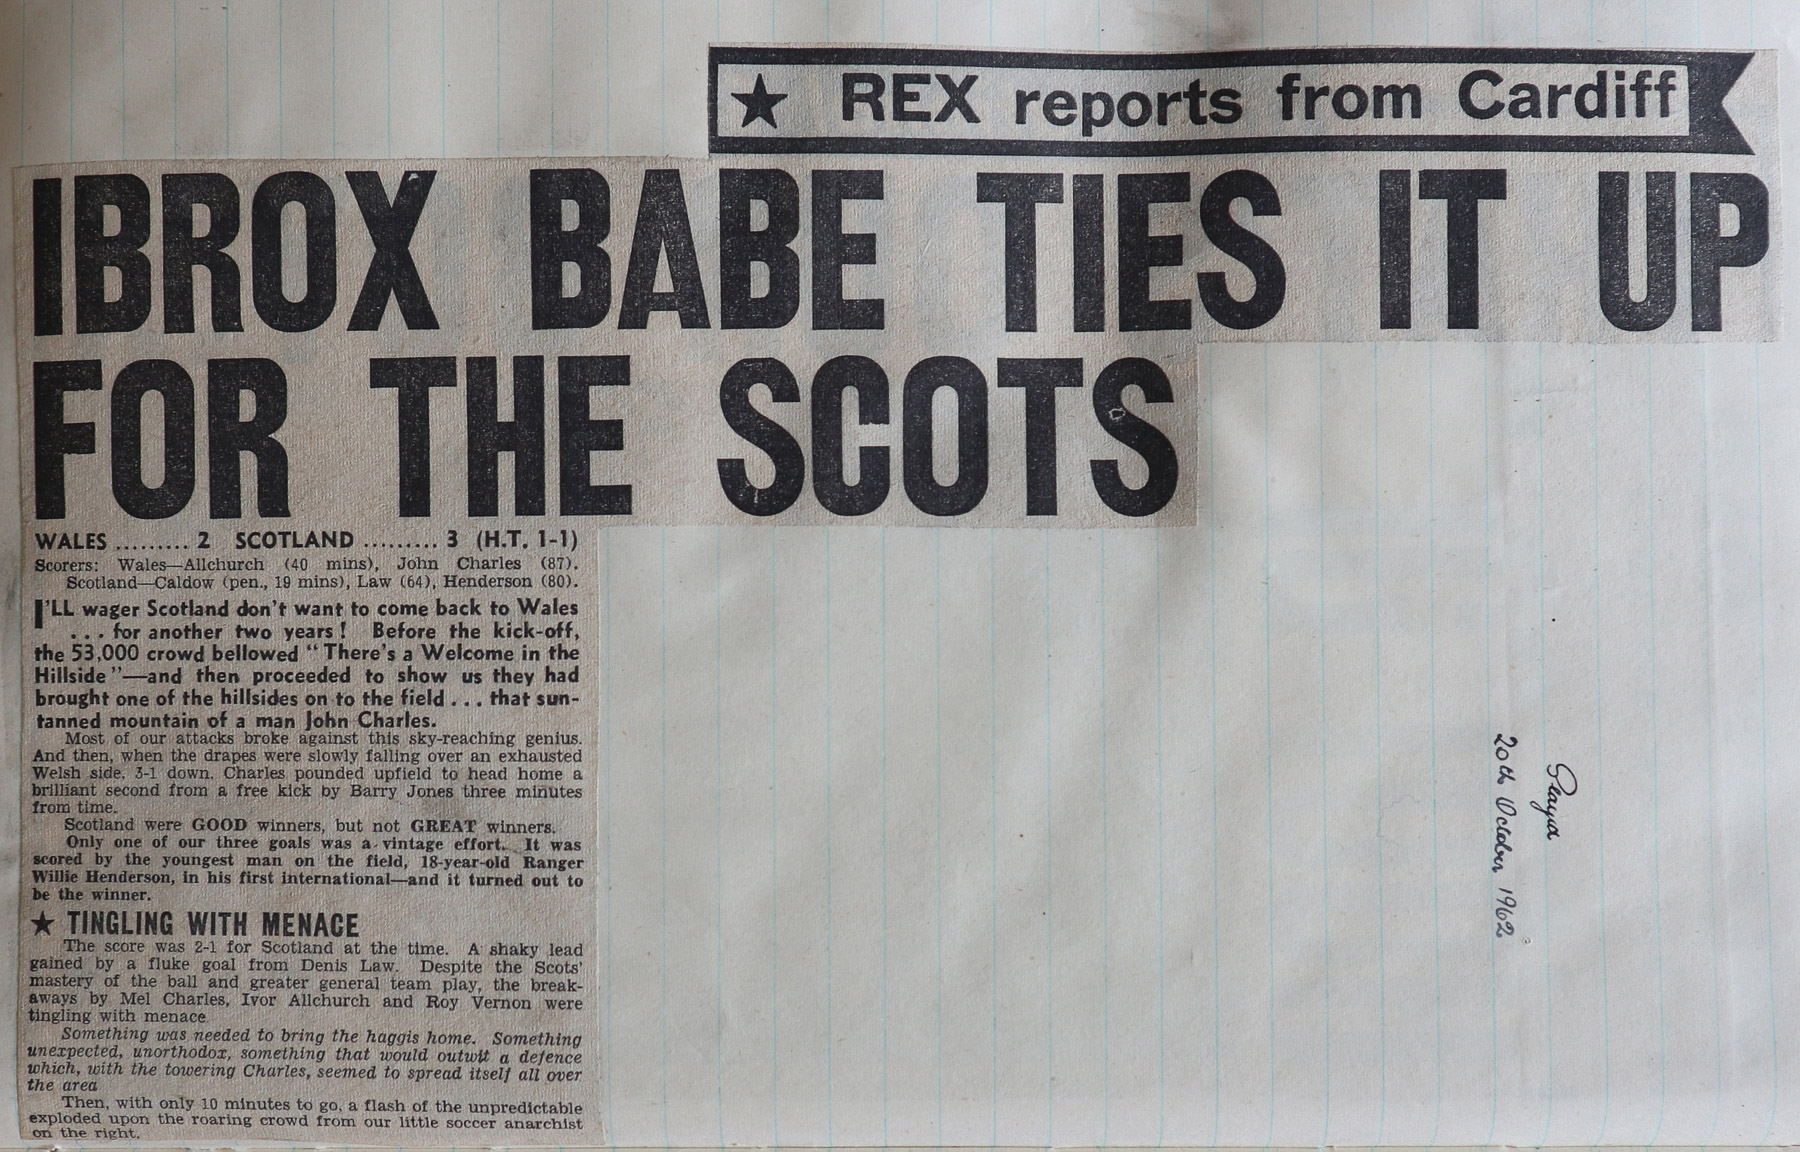 ★ REX reports from Cardiff
IBROX BABE TIES IT UP
FOR THE SCOTS
WALES ......... 2 SCOTLAND ......... 3 (H.T. 1-1)
Scorers: Wales—Allchurch (40 mins), John Charles (87).
Scotland—Caldow (pen., 19 mins), Law (64), Henderson (80).
I'LL wager Scotland don't want to come back to Wales
... for another two years! Before the kick-off,
the 53,000 crowd bellowed "There's a Welcome in the
Hillside"—and then proceeded to show us they had
brought one of the hillsides on to the field ... that sun-
tanned mountain of a man John Charles.
Most of our attacks broke against this sky-reaching genius.
And then, when the drapes were slowly falling over an exhausted
Welsh side, 3-1 down, Charles pounded upfield to head home a
brilliant second from a free kick by Barry Jones three minutes
from time.
Scotland were GOOD winners, but not GREAT winners.
Only one of our three goals was a vintage effort. It was
scored by the youngest man on the field, 18-year-old Ranger
Willie Henderson, in his first international—and it turned out to
be the winner.
★ TINGLING WITH MENACE
The score was 2-1 for Scotland at the time. A shaky lead
gained by a fluke goal from Denis Law. Despite the Scots'
mastery of the ball and greater general team play, the break-
aways by Mel Charles, Ivor Allchurch and Roy Vernon were
tingling with menace.
Something was needed to bring the haggis home. Something
unexpected, unorthodox, something that would outwit a defence
which, with the towering Charles, seemed to spread itself all over
the area
Then, with only 10 minutes to go, a flash of the unpredictable
exploded upon the roaring crowd from our little soccer anarchist
on the right.
Played
20th October 1962